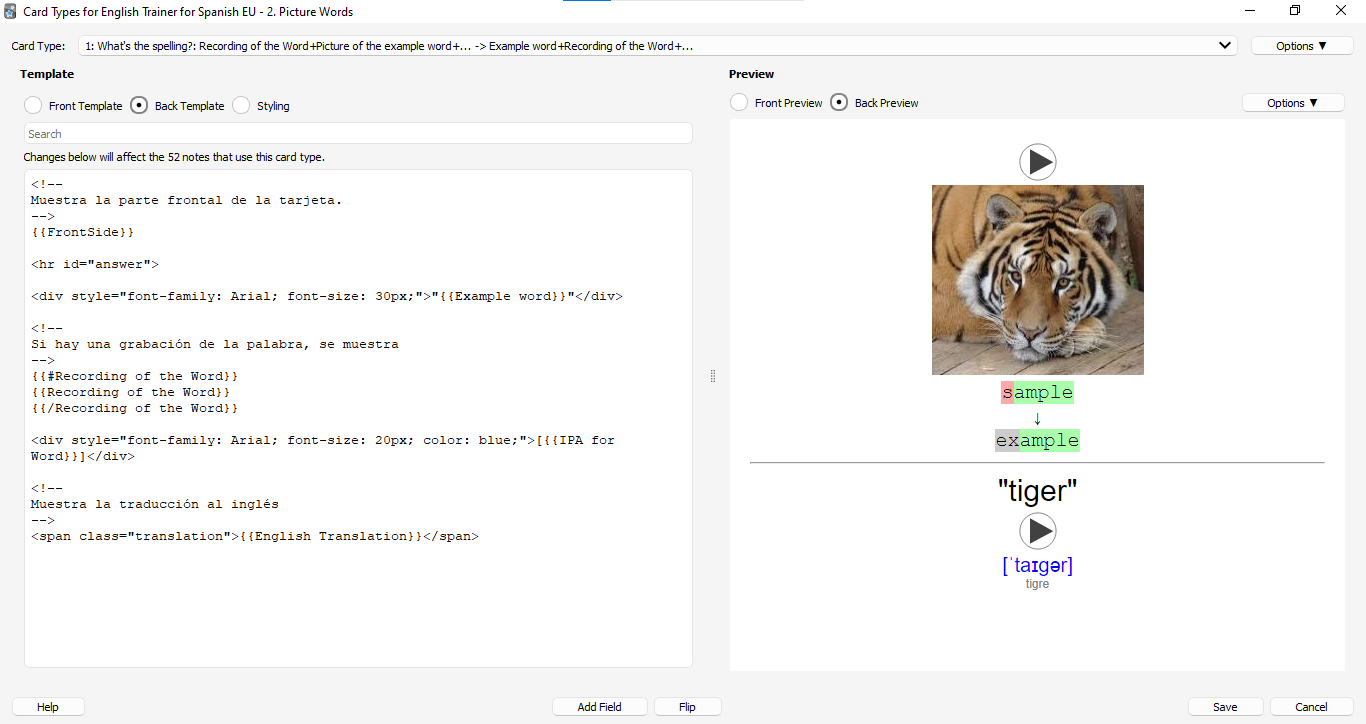 Card Types for English Trainer for Spanish EU - 2. Picture Words
Card Type: 1: What's the spelling?: Recording of the Word+Picture of the example word+... -> Example word+Recording of the Word+... Options ▼
Template
Front Template Back Template Styling
Search
Changes below will affect the 52 notes that use this card type.
<!--
Muestra la parte frontal de la tarjeta.
-->
{{FrontSide}}
<hr id="answer">
<div style="font-family: Arial; font-size: 30px;">"{{Example word}}"</div>
<!--
Si hay una grabación de la palabra, se muestra
-->
{{#Recording of the Word}}
{{Recording of the Word}}
{{/Recording of the Word}}
<div style="font-family: Arial; font-size: 20px; color: blue;">[{{IPA for
Word}}]</div>
<!--
Muestra la traducción al inglés
-->
<span class="translation">{{English Translation}}</span>
Preview
Front Preview Back Preview Options ▼
sample
↓
example
"tiger"
[ˈtaɪgər]
tigre
Help Add Field Flip Save Cancel